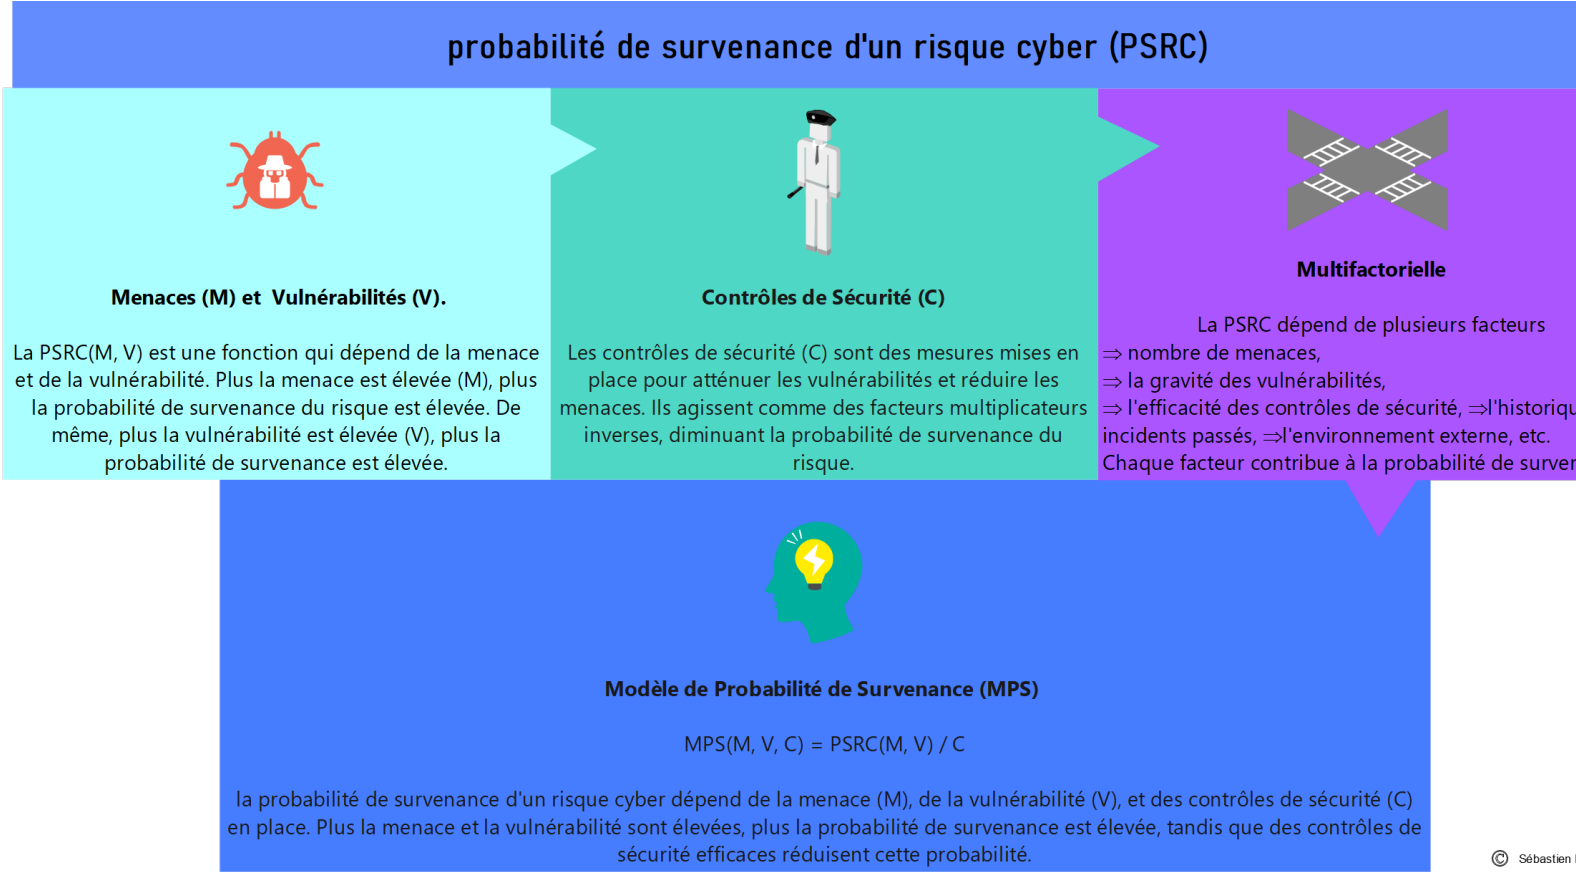 probabilité de survenance d'un risque cyber (PSRC)
Menaces (M) et  Vulnérabilités (V).
La PSRC(M, V) est une fonction qui dépend de la menace
et de la vulnérabilité. Plus la menace est élevée (M), plus
la probabilité de survenance du risque est élevée. De
même, plus la vulnérabilité est élevée (V), plus la
probabilité de survenance est élevée.
Contrôles de Sécurité (C)
Les contrôles de sécurité (C) sont des mesures mises en
place pour atténuer les vulnérabilités et réduire les
menaces. Ils agissent comme des facteurs multiplicateurs
inverses, diminuant la probabilité de survenance du
risque.
Multifactorielle
La PSRC dépend de plusieurs facteurs
⇒ nombre de menaces,
⇒ la gravité des vulnérabilités,
⇒ l'efficacité des contrôles de sécurité, ⇒
incidents passés, ⇒l'environnement externe, etc.
Chaque facteur contribue à la probabilité de
Modèle de Probabilité de Survenance (MPS)
MPS(M, V, C) = PSRC(M, V) / C
la probabilité de survenance d'un risque cyber dépend de la menace (M), de la vulnérabilité (V), et des contrôles de sécurité (C)
en place. Plus la menace et la vulnérabilité sont élevées, plus la probabilité de survenance est élevée, tandis que des contrôles de
sécurité efficaces réduisent cette probabilité.
© Sébastien